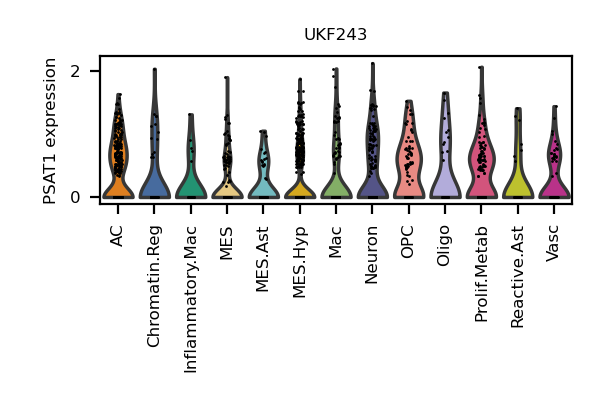 UKF243
PSAT1 expression
2
0
AC
Chromatin.Reg
Inflammatory.Mac
MES
MES.Ast
MES.Hyp
Mac
Neuron
OPC
Oligo
Prolif.Metab
Reactive.Ast
Vasc